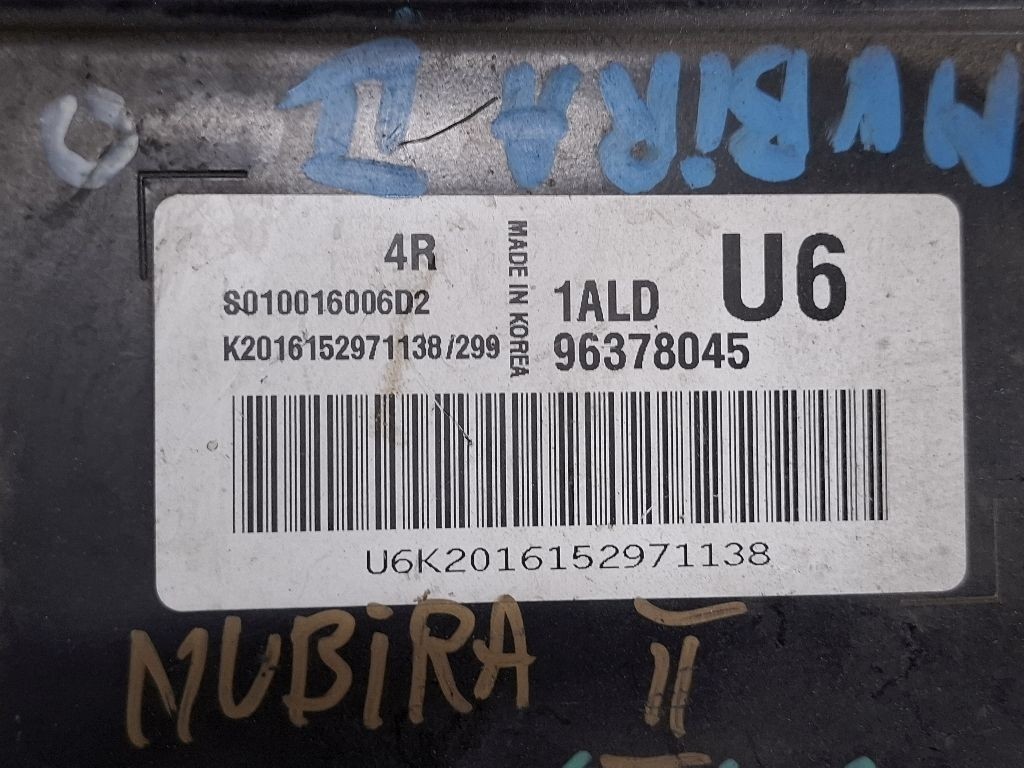 NUBiRA II
4R
S010016006D2
K2016152971138/299
MADE IN KOREA
1ALD
U6
96378045
U6K2016152971138
NUBiRA II